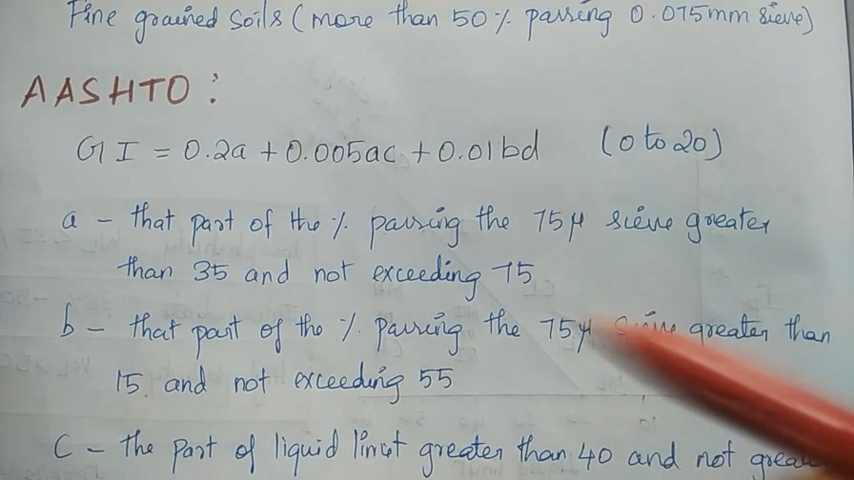 Fine grained soils (more than 50% passing 0.075mm sieve)
AASHTO :
GI = 0.2a + 0.005ac + 0.01bd (0 to 20)
a – that part of the % passing the 75μ sieve greater
than 35 and not exceeding 75
b – that part of the % passing the 75μ sieve greater than
15 and not exceeding 55
C – the part of liquid limit greater than 40 and not